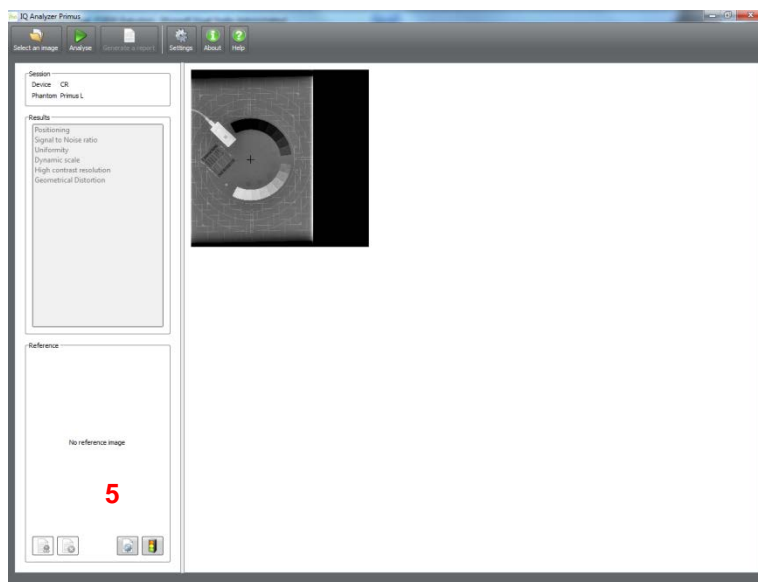 IQ Analyzer Primus
Select an image Analyse Generate a report Settings About Help
Session
Device CR
Phantom Primus L
Results
Positioning
Signal to Noise ratio
Uniformity
Dynamic scale
High contrast resolution
Geometrical Distortion
Reference
No reference image
5